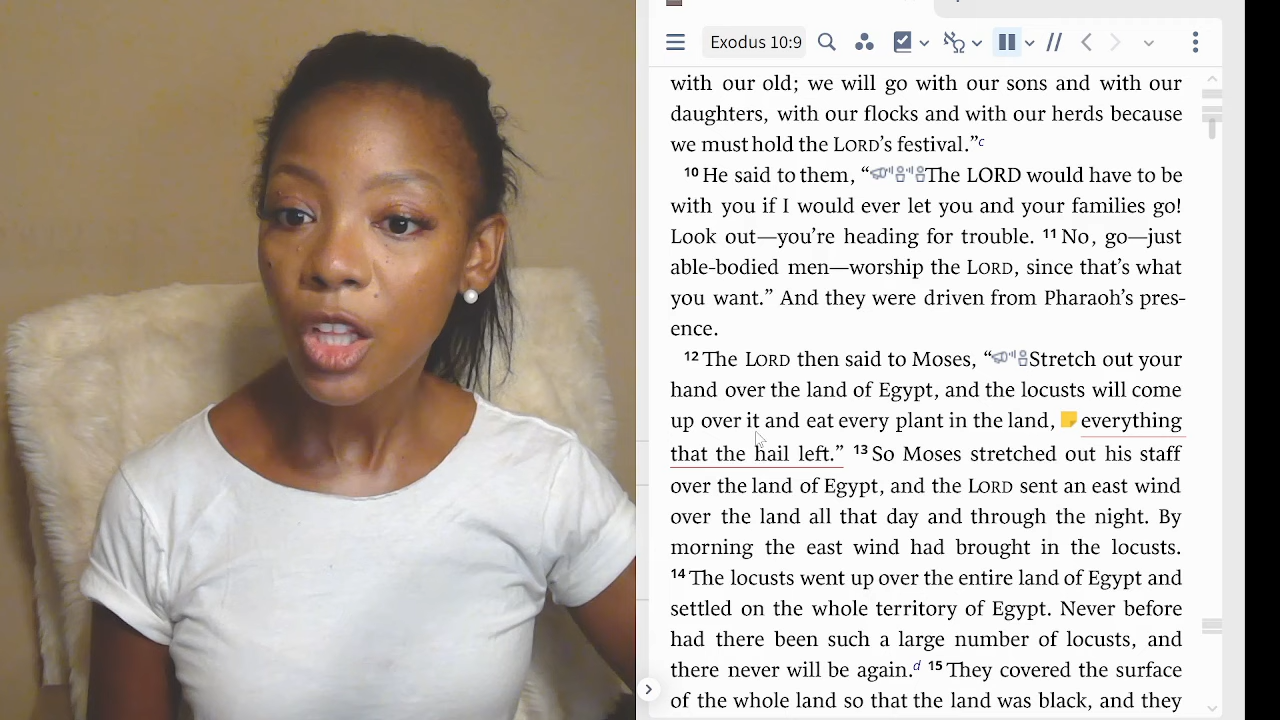 Exodus 10:9
with our old; we will go with our sons and with our
daughters, with our flocks and with our herds because
we must hold the LORD’s festival.”c
10 He said to them, “The LORD would have to be
with you if I would ever let you and your families go!
Look out—you’re heading for trouble. 11 No, go—just
able-bodied men—worship the LORD, since that’s what
you want.” And they were driven from Pharaoh’s pres-
ence.
12 The LORD then said to Moses, “Stretch out your
hand over the land of Egypt, and the locusts will come
up over it and eat every plant in the land, everything
that the hail left.” 13 So Moses stretched out his staff
over the land of Egypt, and the LORD sent an east wind
over the land all that day and through the night. By
morning the east wind had brought in the locusts.
14 The locusts went up over the entire land of Egypt and
settled on the whole territory of Egypt. Never before
had there been such a large number of locusts, and
there never will be again.d 15 They covered the surface
of the whole land so that the land was black, and they